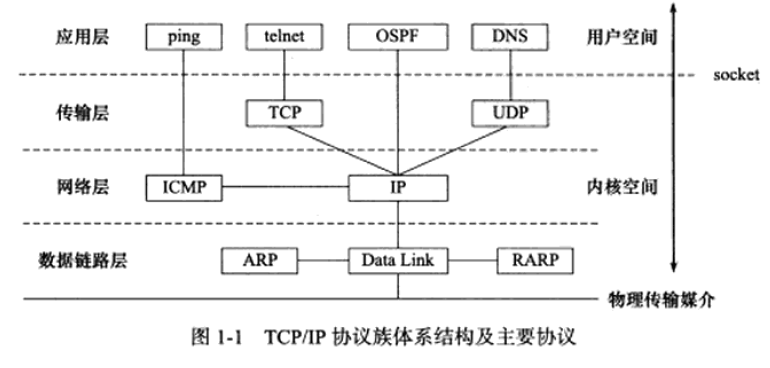 应用层 ping telnet OSPF DNS 用户空间
socket
传输层 TCP UDP
网络层 ICMP IP 内核空间
数据链路层 ARP Data Link RARP
物理传输媒介
图 1-1 TCP/IP 协议族体系结构及主要协议